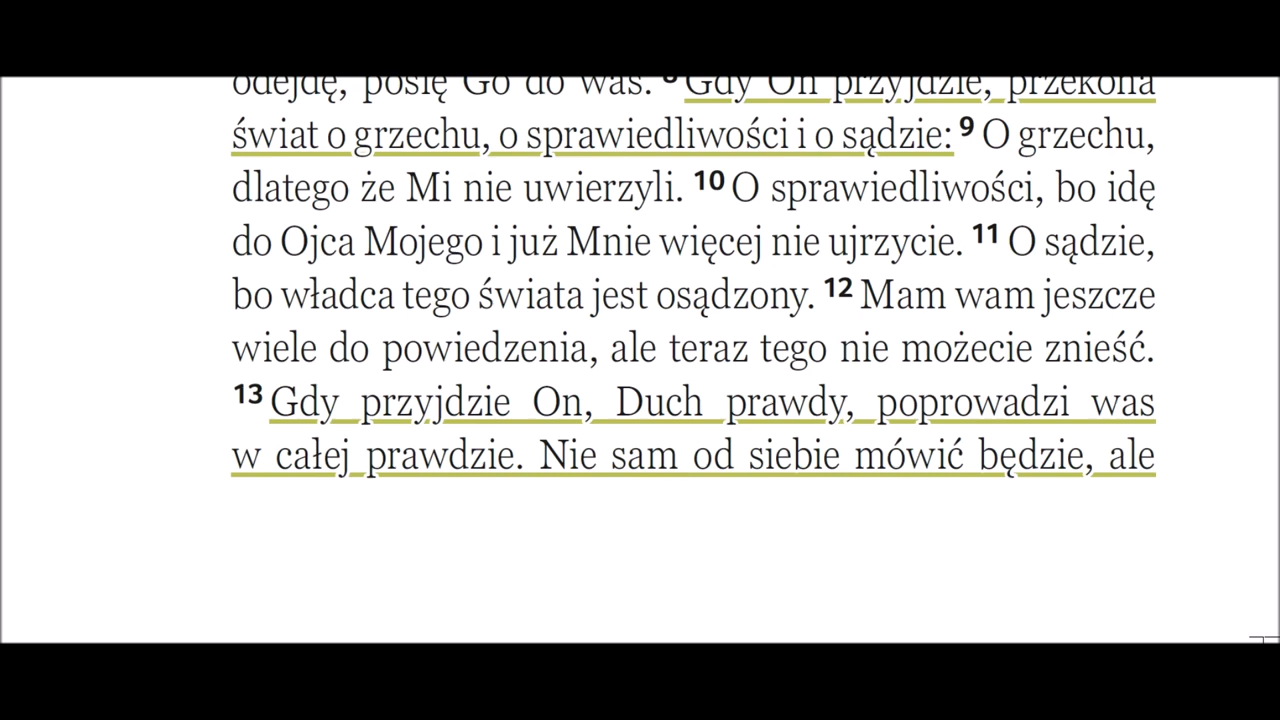 odejdę, poślę Go do was. 8 Gdy On przyjdzie, przekona
świat o grzechu, o sprawiedliwości i o sądzie: 9 O grzechu,
dlatego że Mi nie uwierzyli. 10 O sprawiedliwości, bo idę
do Ojca Mojego i już Mnie więcej nie ujrzycie. 11 O sądzie,
bo władca tego świata jest osądzony. 12 Mam wam jeszcze
wiele do powiedzenia, ale teraz tego nie możecie znieść.
13 Gdy przyjdzie On, Duch prawdy, poprowadzi was
w całej prawdzie. Nie sam od siebie mówić będzie, ale